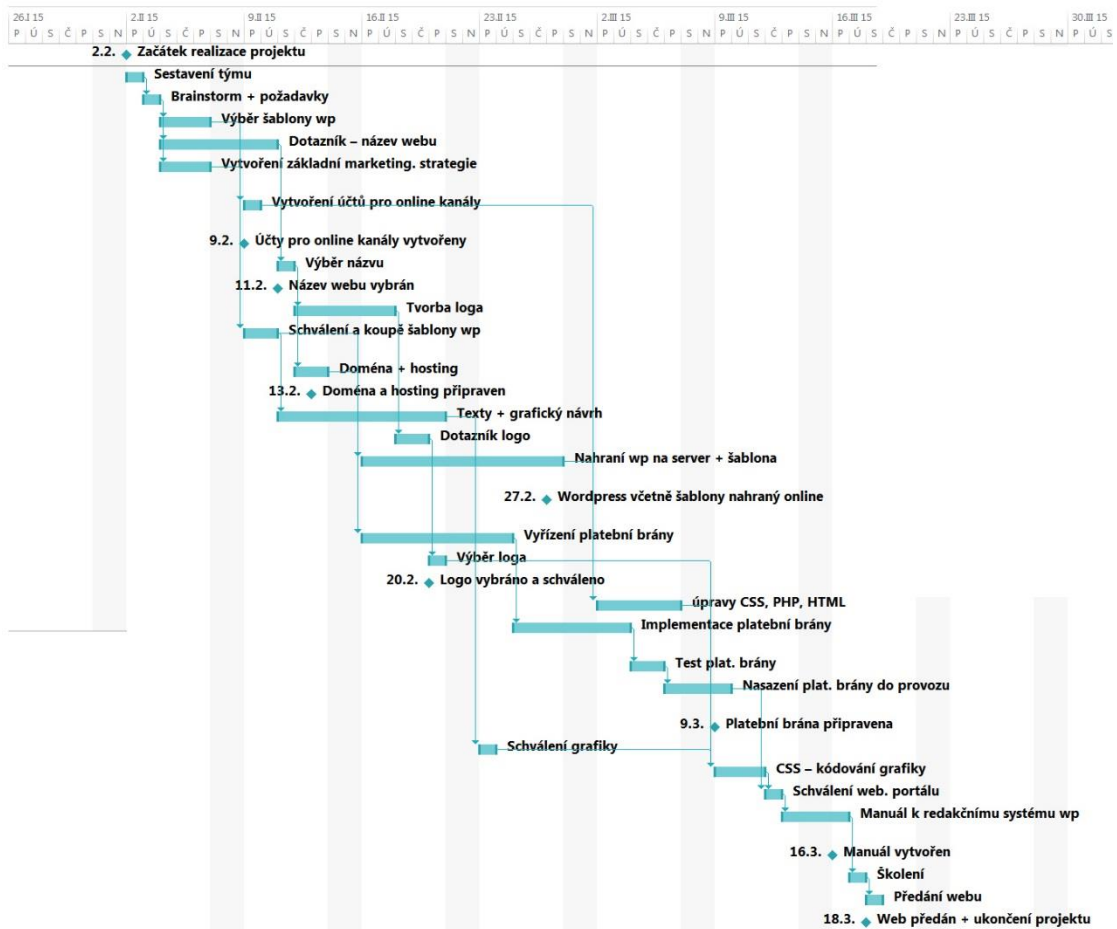 26.I 15 2.II 15 9.II 15 16.II 15 23.II 15 2.III 15 9.III 15 16.III 15 23.III 15 30.III 15
P Ú S Č P S N P Ú S Č P S N P Ú S Č P S N P Ú S Č P S N P Ú S Č P S N P Ú S Č P S N P Ú S Č P S N P Ú S Č P S N P Ú S Č P S N P Ú S
2.2. Začátek realizace projektu
Sestavení týmu
Brainstorm + požadavky
Výběr šablony wp
Dotazník – název webu
Vytvoření základní marketing. strategie
Vytvoření účtů pro online kanály
9.2. Účty pro online kanály vytvořeny
Výběr názvu
11.2. Název webu vybrán
Tvorba loga
Schválení a koupě šablony wp
Doména + hosting
13.2. Doména a hosting připraven
Texty + grafický návrh
Dotazník logo
Nahraní wp na server + šablona
27.2. Wordpress včetně šablony nahraný online
Vyřízení platební brány
Výběr loga
20.2. Logo vybráno a schváleno
úpravy CSS, PHP, HTML
Implementace platební brány
Test plat. brány
Nasazení plat. brány do provozu
9.3. Platební brána připravena
Schválení grafiky
CSS – kódování grafiky
Schválení web. portálu
Manuál k redakčnímu systému wp
16.3. Manuál vytvořen
Školení
Předání webu
18.3. Web předán + ukončení projektu